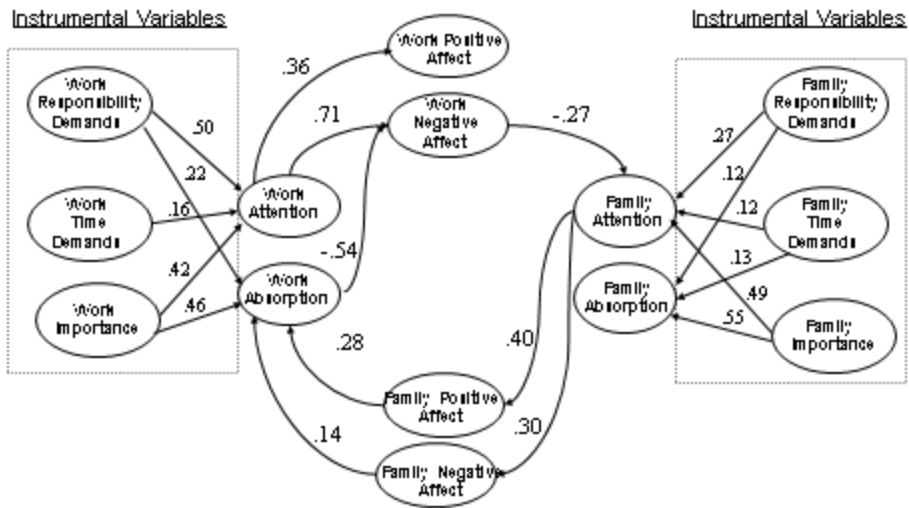 Instrumental Variables
Instrumental Variables
Work Positive
Affect
.36
Work
Responsibility
Demands
Family
Responsibility
Demands
.71
Work
Negative
Affect
-.27
.50
.27
.22
.12
Work
Attention
Family
Attention
Work
Time
Demands
.16
.12
Family
Time
Demands
-.54
.13
.42
Work
Absorption
Family
Absorption
.49
.46
Work
Importance
.55
Family
Importance
.28
.40
Family Positive
Affect
.14
.30
Family Negative
Affect